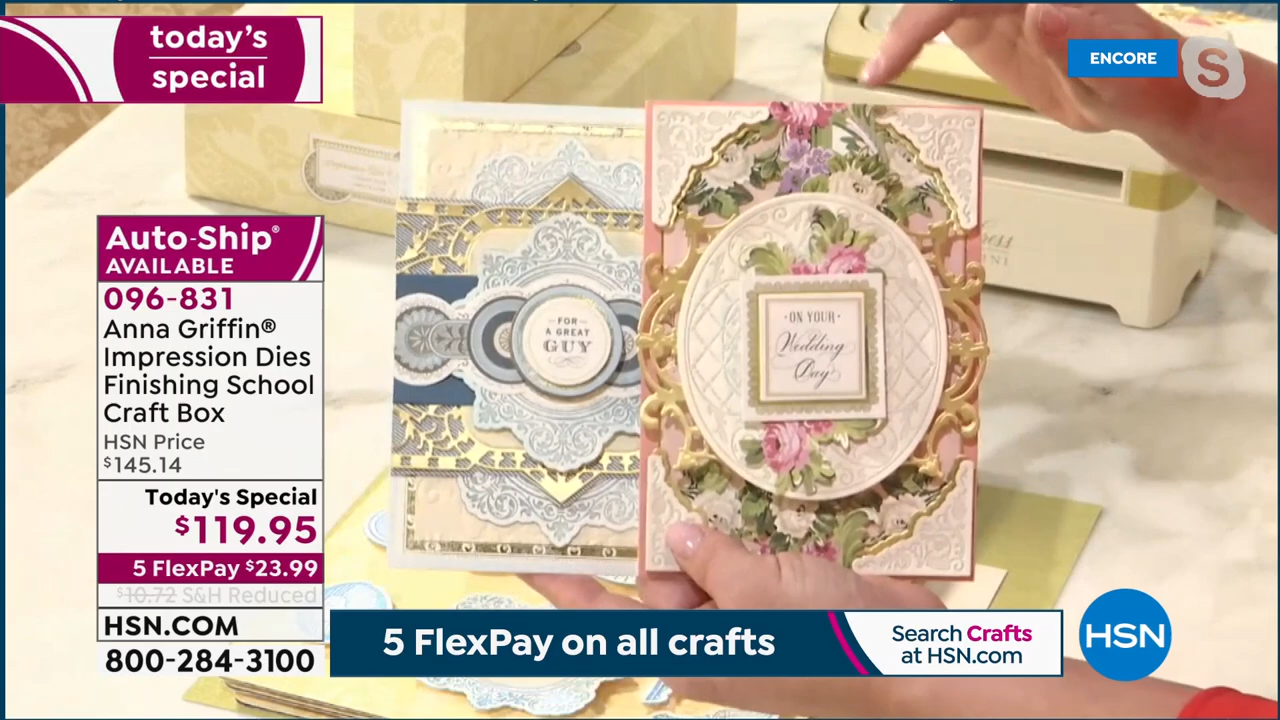 today's
special
ENCORE
S
Auto-Ship®
AVAILABLE
096-831
Anna Griffin®
Impression Dies
Finishing School
Craft Box
HSN Price
$145.14
Today's Special
$119.95
5 FlexPay $23.99
$10.72 S&H Reduced
HSN.COM
800-284-3100
-FOR-
A GREAT
GUY
·ON YOUR·
Wedding
Day
5 FlexPay on all crafts
Search Crafts
at HSN.com
HSN